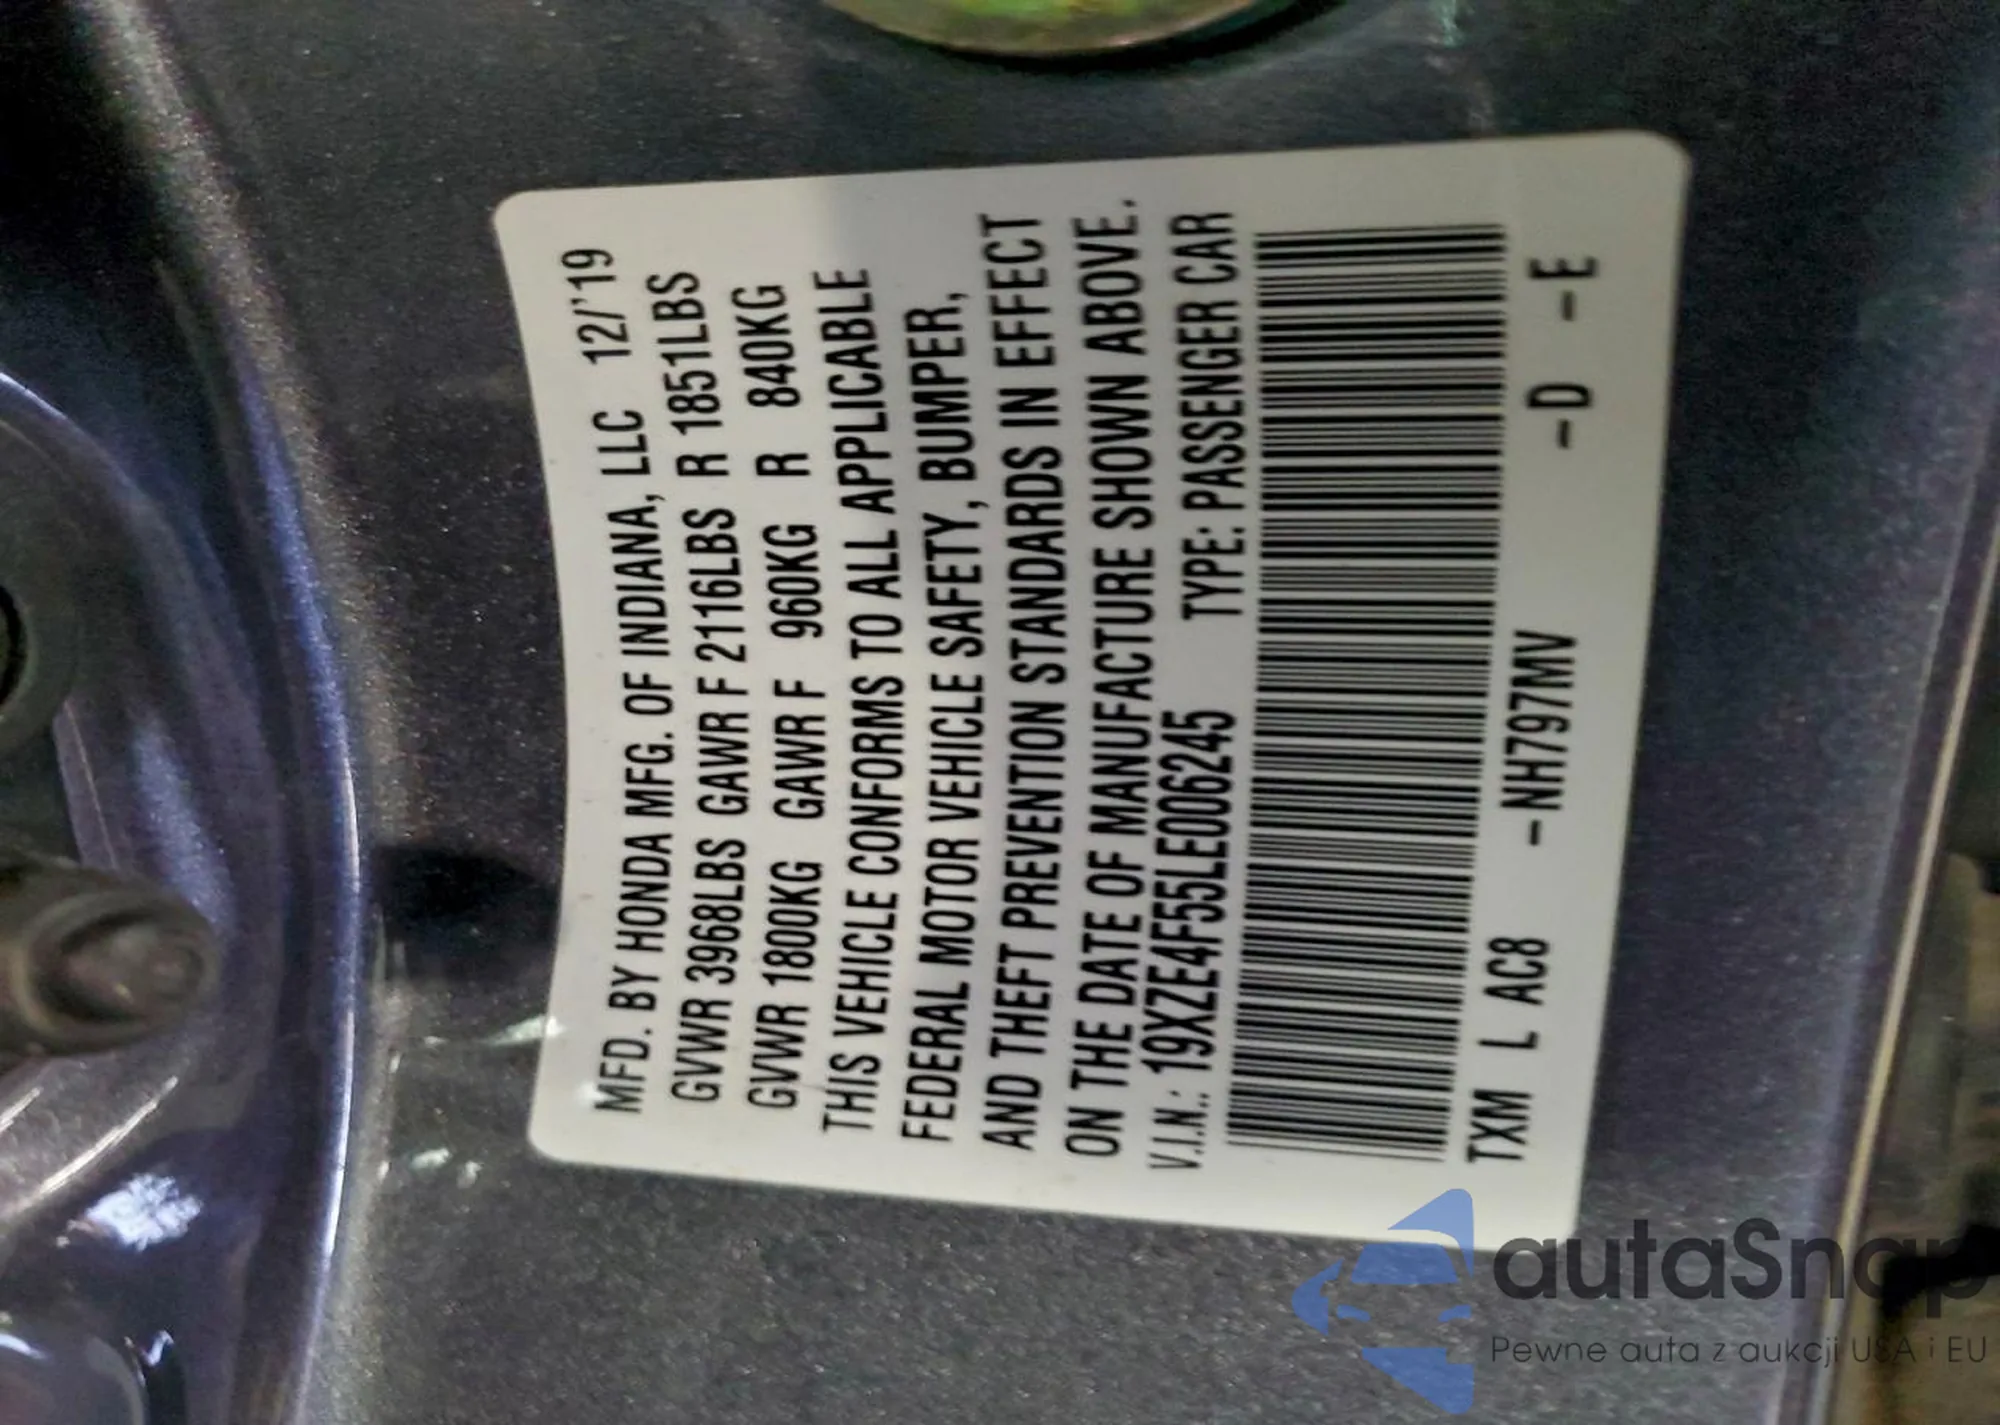 MFD. BY HONDA MFG. OF INDIANA, LLC 12/'19
GVWR 3968LBS GAWR F 2116LBS R 1851LBS
GVWR 1800KG GAWR F 960KG R 840KG
THIS VEHICLE CONFORMS TO ALL APPLICABLE
FEDERAL MOTOR VEHICLE SAFETY, BUMPER,
AND THEFT PREVENTION STANDARDS IN EFFECT
ON THE DATE OF MANUFACTURE SHOWN ABOVE.
V.I.N.: 19XZE4F55LE006245 TYPE: PASSENGER CAR
TXM L AC8 -NH797MV -D -E
autaSnap
Pewne auta z aukcji USA i EU